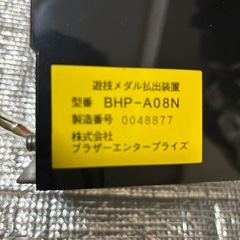 遊技メダル払出装置
型番 BHP-A08N
製造番号 0048877
株式会社
ブラザーエンタープライズ